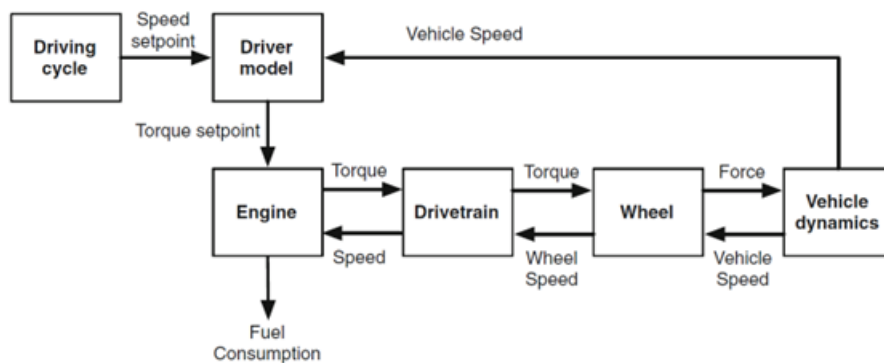 Speed
setpoint
Vehicle Speed
Driving
cycle
Driver
model
Torque setpoint
Torque
Torque
Force
Engine
Drivetrain
Wheel
Vehicle
dynamics
Speed
Wheel
Speed
Vehicle
Speed
Fuel
Consumption